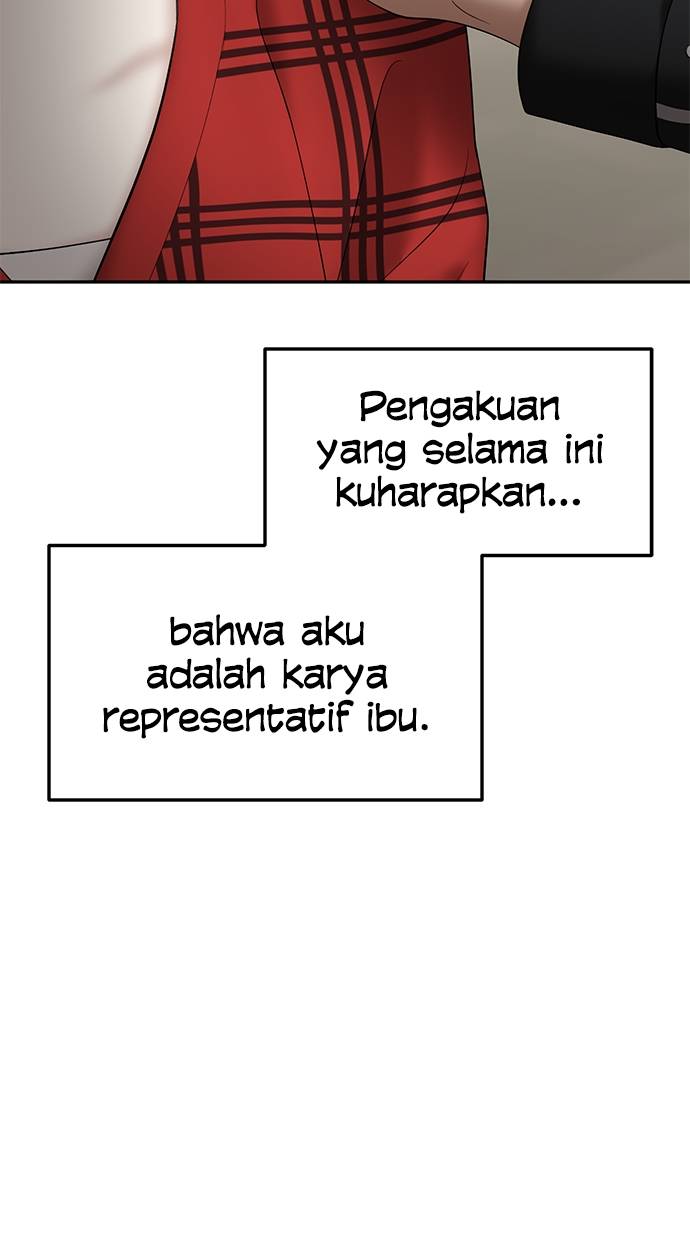 Pengakuan
yang selama ini
kuharapkan...
bahwa aku
adalah karya
representatif ibu.